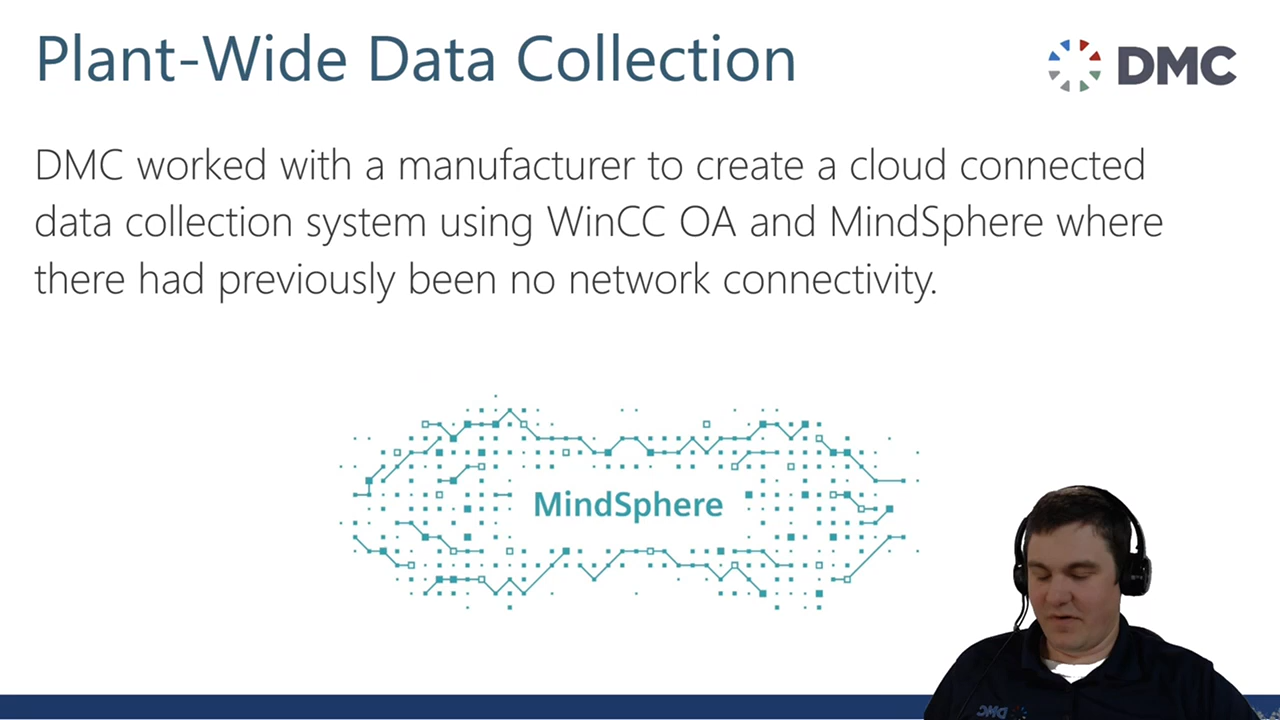 Plant-Wide Data Collection
DMC
DMC worked with a manufacturer to create a cloud connected
data collection system using WinCC OA and MindSphere where
there had previously been no network connectivity.
MindSphere
DMC